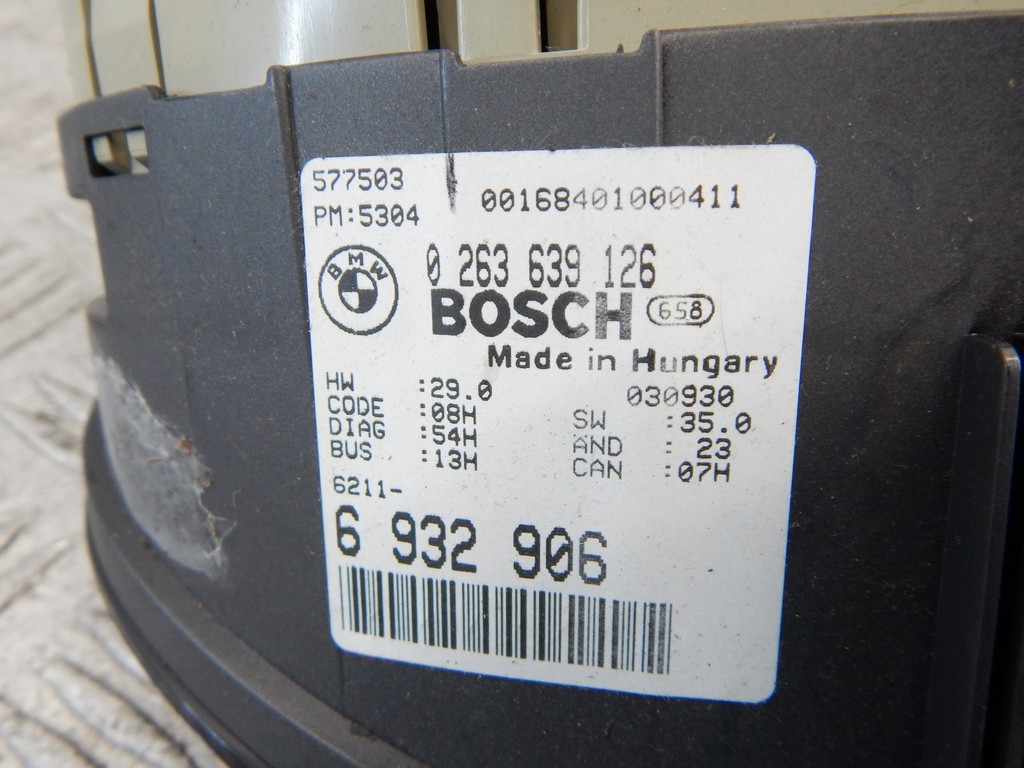 577503
00168401000411
PM:5304
BMW
0 263 639 126
BOSCH 658
Made in Hungary
030930
HW :29.0
SW :35.0
CODE :08H
AND : 23
DIAG :54H
CAN :07H
BUS :13H
6211-
6 932 906